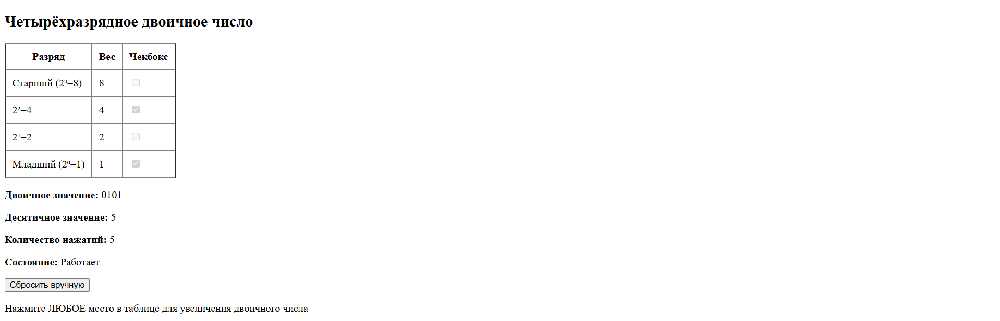 Четырёхразрядное двоичное число
Разряд Вес Чекбокс
Старший (2³=8) 8
2²=4 4
2¹=2 2
Младший (2⁰=1) 1
Двоичное значение: 0101
Десятичное значение: 5
Количество нажатий: 5
Состояние: Работает
Сбросить вручную
Нажмите ЛЮБОЕ место в таблице для увеличения двоичного числа